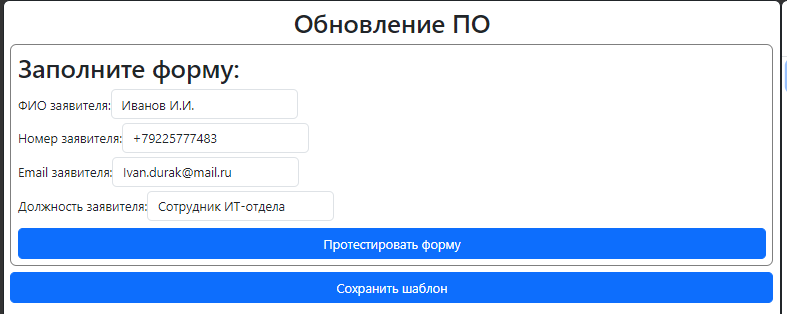 Обновление ПО
Заполните форму:
ФИО заявителя: Иванов И.И.
Номер заявителя: +79225777483
Email заявителя: Ivan.durak@mail.ru
Должность заявителя: Сотрудник ИТ-отдела
Протестировать форму
Сохранить шаблон